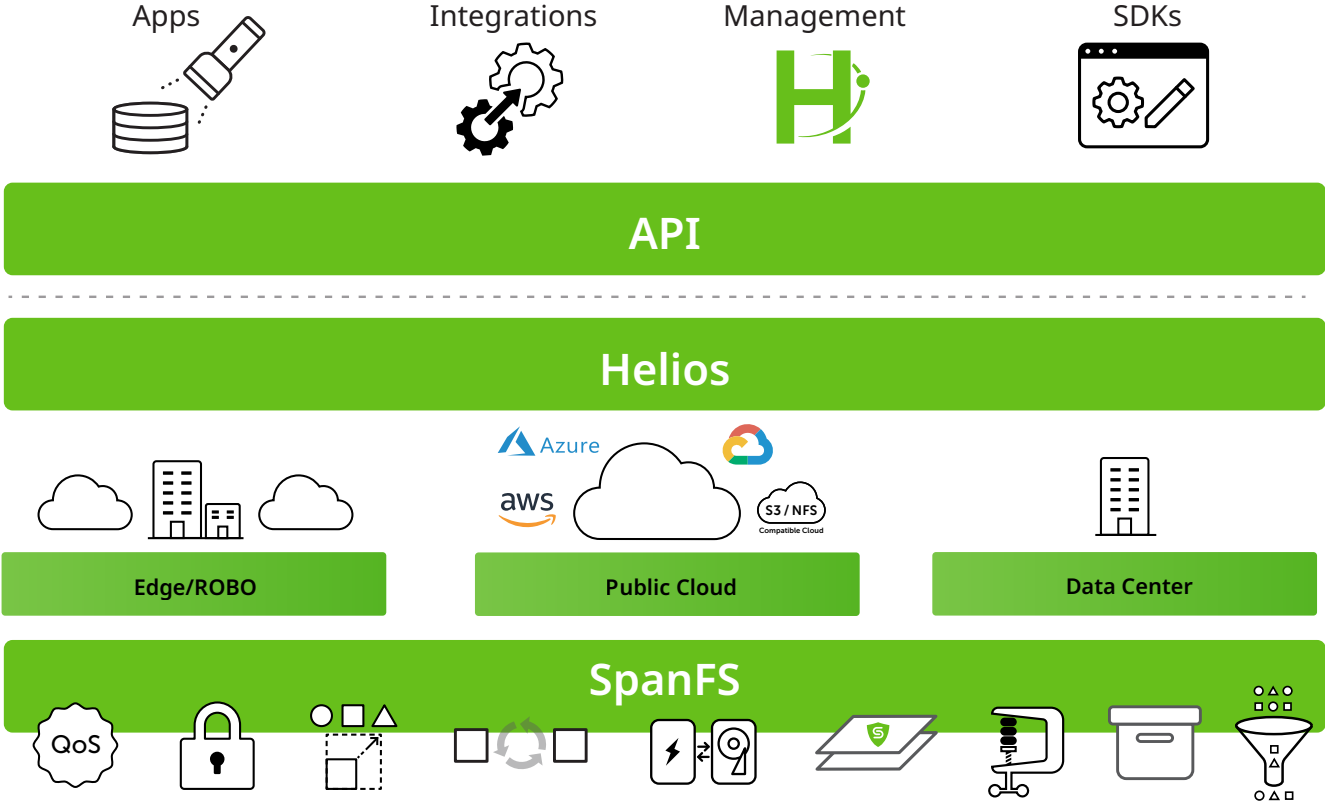 Apps
Integrations
Management
SDKs
API
Helios
Azure
aws
S3 / NFS
Compatible Cloud
Edge/ROBO
Public Cloud
Data Center
SpanFS
QoS
S